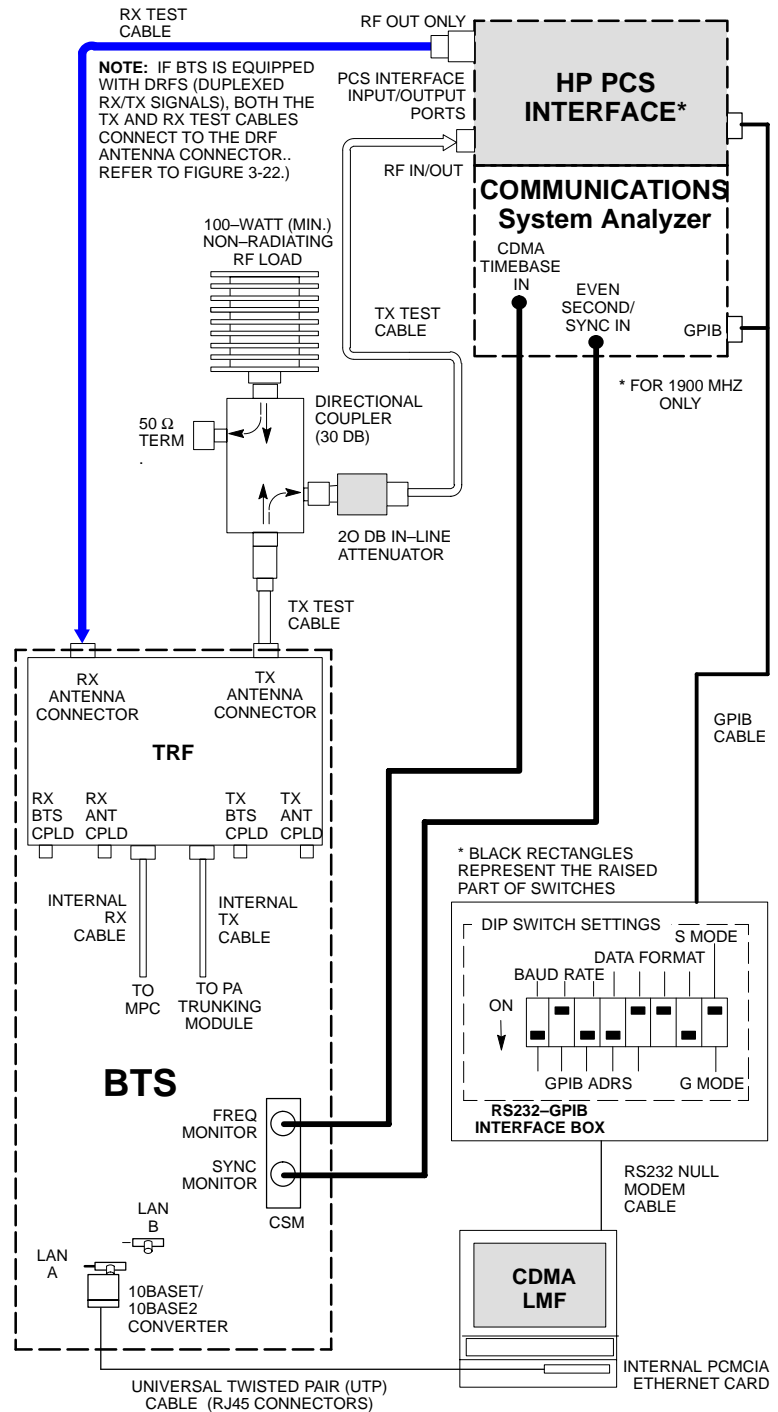 RX TEST
CABLE
RF OUT ONLY
NOTE: IF BTS IS EQUIPPED
WITH DRFS (DUPLEXED
RX/TX SIGNALS), BOTH THE
TX AND RX TEST CABLES
CONNECT TO THE DRF
ANTENNA CONNECTOR..
REFER TO FIGURE 3-22.)
PCS INTERFACE
INPUT/OUTPUT
PORTS
HP PCS
INTERFACE*
RF IN/OUT
COMMUNICATIONS
System Analyzer
100–WATT (MIN.)
NON–RADIATING
RF LOAD
CDMA
TIMEBASE
IN
EVEN
SECOND/
SYNC IN
GPIB
TX TEST
CABLE
* FOR 1900 MHZ
ONLY
50 Ω
TERM
.
DIRECTIONAL
COUPLER
(30 DB)
2O DB IN–LINE
ATTENUATOR
TX TEST
CABLE
RX
ANTENNA
CONNECTOR
TX
ANTENNA
CONNECTOR
TRF
RX
BTS
CPLD
RX
ANT
CPLD
TX
BTS
CPLD
TX
ANT
CPLD
GPIB
CABLE
INTERNAL
RX
CABLE
INTERNAL
TX
CABLE
TO
MPC
TO PA
TRUNKING
MODULE
* BLACK RECTANGLES
REPRESENT THE RAISED
PART OF SWITCHES
DIP SWITCH SETTINGS
S MODE
DATA FORMAT
BAUD RATE
ON
GPIB ADRS
G MODE
RS232–GPIB
INTERFACE BOX
BTS
FREQ
MONITOR
SYNC
MONITOR
CSM
RS232 NULL
MODEM
CABLE
LAN
B
LAN
A
10BASET/
10BASE2
CONVERTER
CDMA
LMF
INTERNAL PCMCIA
ETHERNET CARD
UNIVERSAL TWISTED PAIR (UTP)
CABLE (RJ45 CONNECTORS)